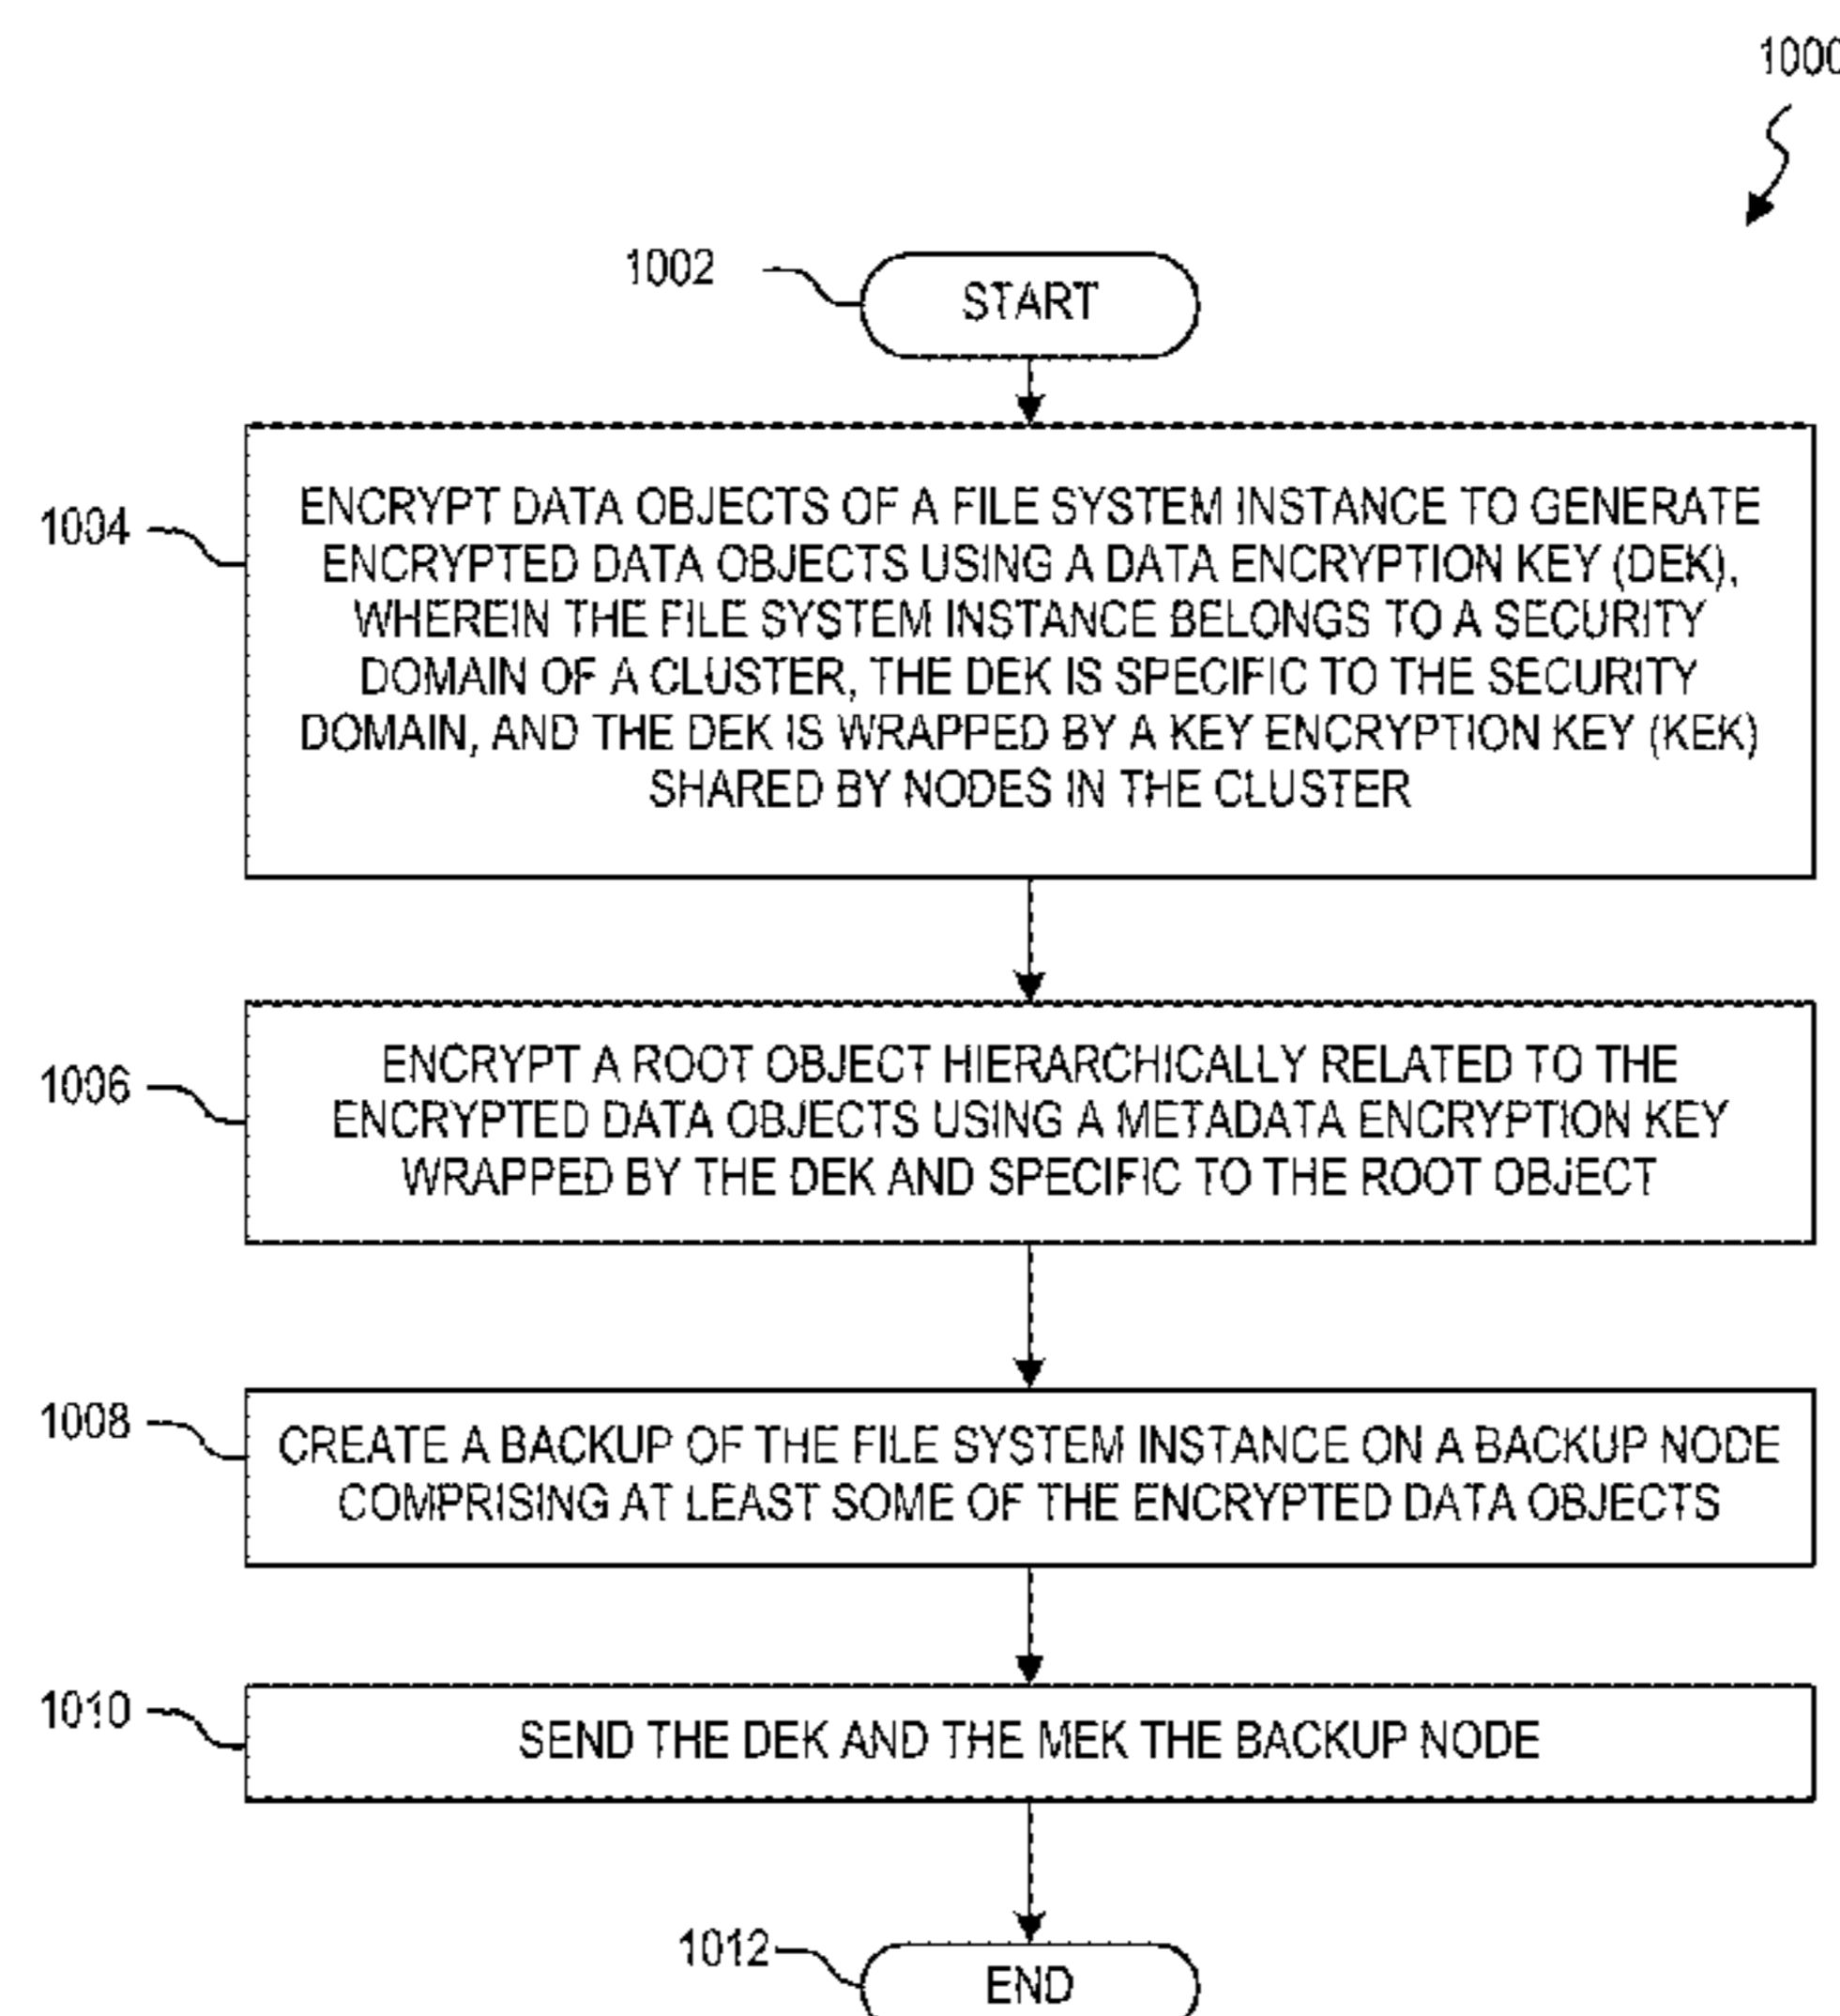 1000
1002
START
1004
ENCRYPT DATA OBJECTS OF A FILE SYSTEM INSTANCE TO GENERATE
ENCRYPTED DATA OBJECTS USING A DATA ENCRYPTION KEY (DEK),
WHEREIN THE FILE SYSTEM INSTANCE BELONGS TO A SECURITY
DOMAIN OF A CLUSTER, THE DEK IS SPECIFIC TO THE SECURITY
DOMAIN, AND THE DEK IS WRAPPED BY A KEY ENCRYPTION KEY (KEK)
SHARED BY NODES IN THE CLUSTER
1006
ENCRYPT A ROOT OBJECT HIERARCHICALLY RELATED TO THE
ENCRYPTED DATA OBJECTS USING A METADATA ENCRYPTION KEY
WRAPPED BY THE DEK AND SPECIFIC TO THE ROOT OBJECT
1008
CREATE A BACKUP OF THE FILE SYSTEM INSTANCE ON A BACKUP NODE
COMPRISING AT LEAST SOME OF THE ENCRYPTED DATA OBJECTS
1010
SEND THE DEK AND THE MEK THE BACKUP NODE
1012
END